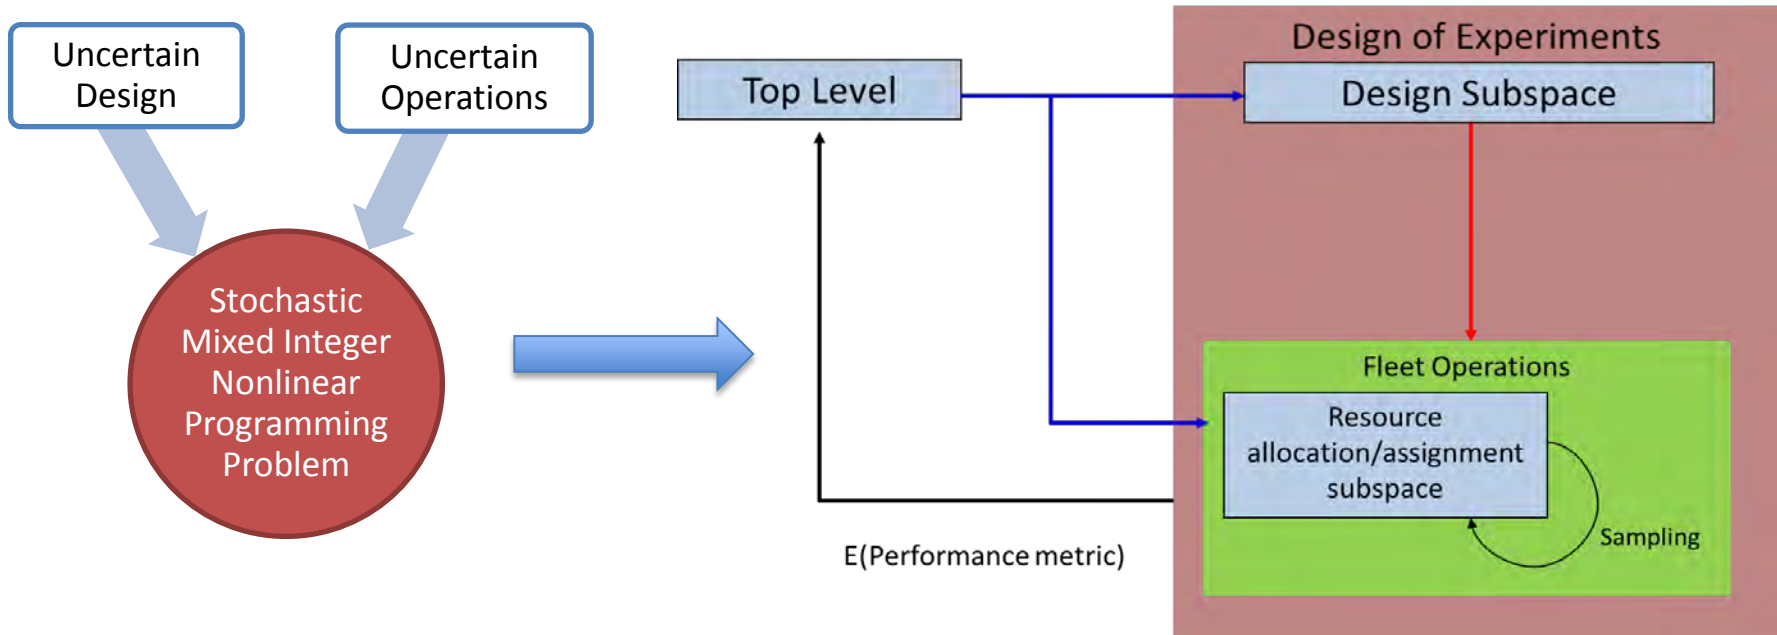 Uncertain
Design
Uncertain
Operations
Stochastic
Mixed Integer
Nonlinear
Programming
Problem
Top Level
E(Performance metric)
Design of Experiments
Design Subspace
Fleet Operations
Resource
allocation/assignment
subspace
Sampling